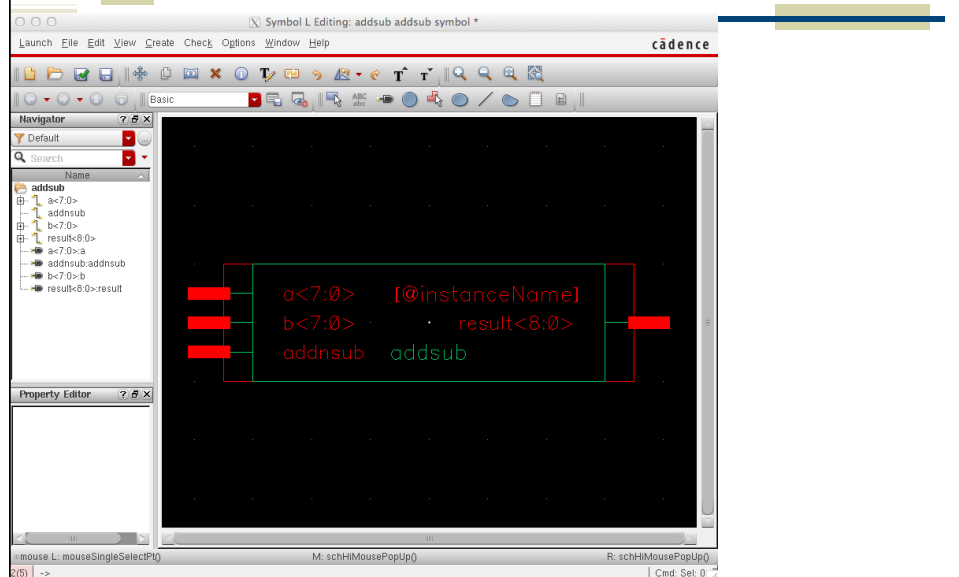 Symbol L Editing: addsub addsub symbol *
Launch File Edit View Create Check Options Window Help cādence
Basic ABC abc
Navigator
Default
Search
Name
addsub
a<7:0>
addnsub
b<7:0>
result<8:0>
a<7:0>:a
addnsub:addnsub
b<7:0>:b
result<8:0>:result
a<7:0> [@instanceName]
b<7:0> result<8:0>
addnsub addsub
Property Editor
mouse L: mouseSingleSelectPt() M: schHiMousePopUp() R: schHiMousePopUp()
2(5) -> Cmd: Sel: 0